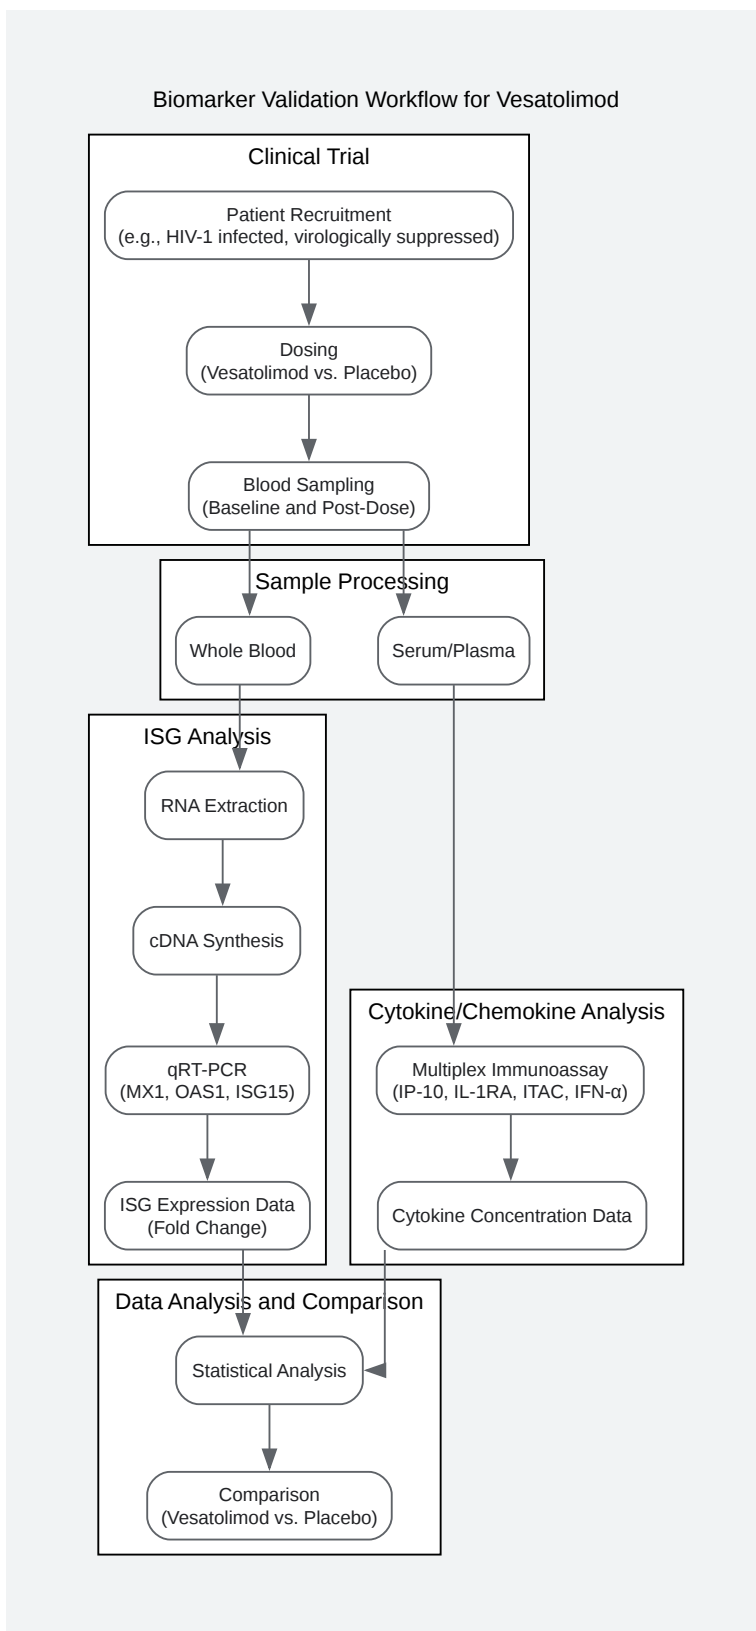 Biomarker Validation Workflow for Vesatolimod
Clinical Trial
Patient Recruitment
(e.g., HIV-1 infected, virologically suppressed)
Dosing
(Vesatolimod vs. Placebo)
Blood Sampling
(Baseline and Post-Dose)
Sample Processing
Whole Blood
Serum/Plasma
ISG Analysis
RNA Extraction
cDNA Synthesis
qRT-PCR
(MX1, OAS1, ISG15)
ISG Expression Data
(Fold Change)
Cytokine/Chemokine Analysis
Multiplex Immunoassay
(IP-10, IL-1RA, ITAC, IFN-α)
Cytokine Concentration Data
Data Analysis and Comparison
Statistical Analysis
Comparison
(Vesatolimod vs. Placebo)